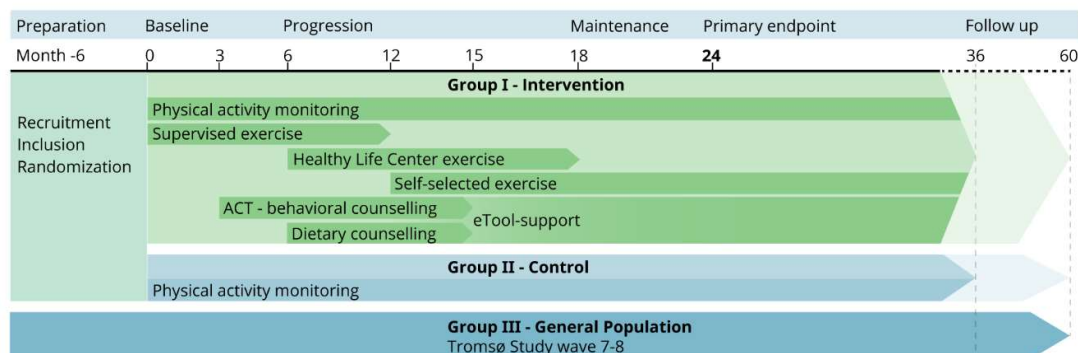 Preparation Baseline Progression Maintenance Primary endpoint Follow up
Month -6 0 3 6 12 15 18 24 36 60
Group I - Intervention
Physical activity monitoring
Recruitment
Inclusion
Randomization
Supervised exercise
Healthy Life Center exercise
Self-selected exercise
ACT - behavioral counselling
eTool-support
Dietary counselling
Group II - Control
Physical activity monitoring
Group III - General Population
Tromsø Study wave 7-8